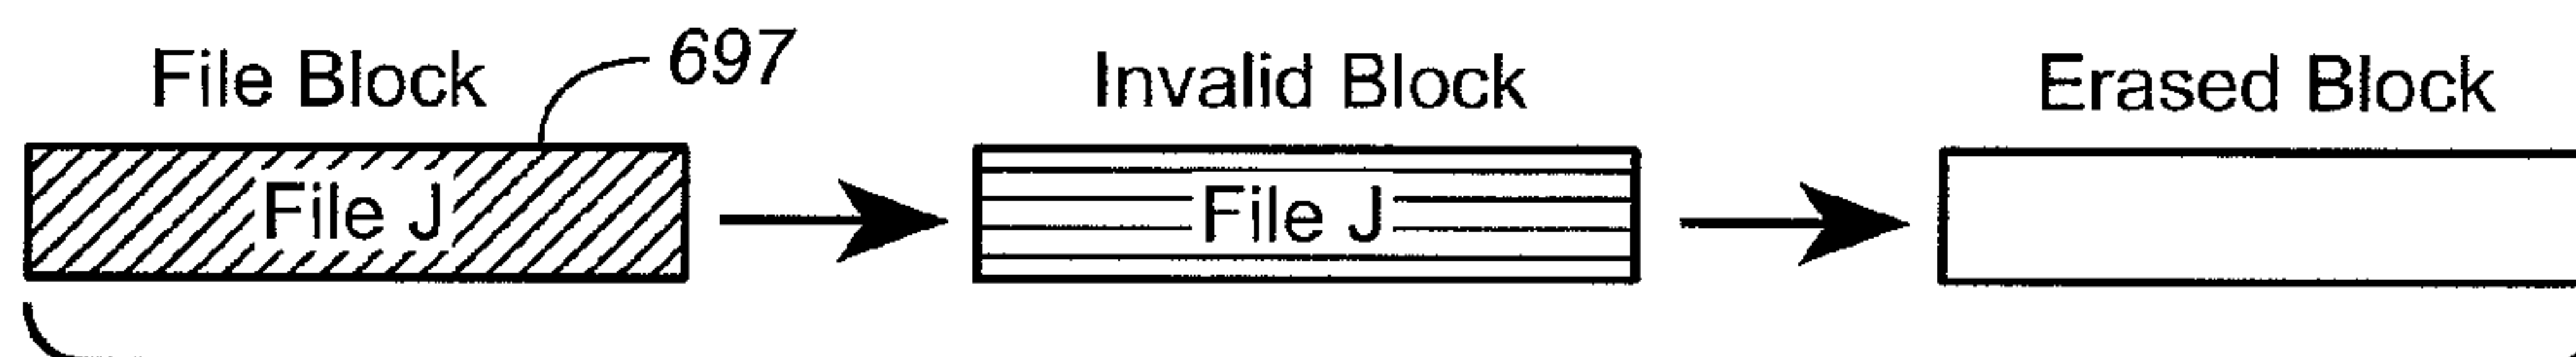 File Block 697 Invalid Block Erased Block
File J File J